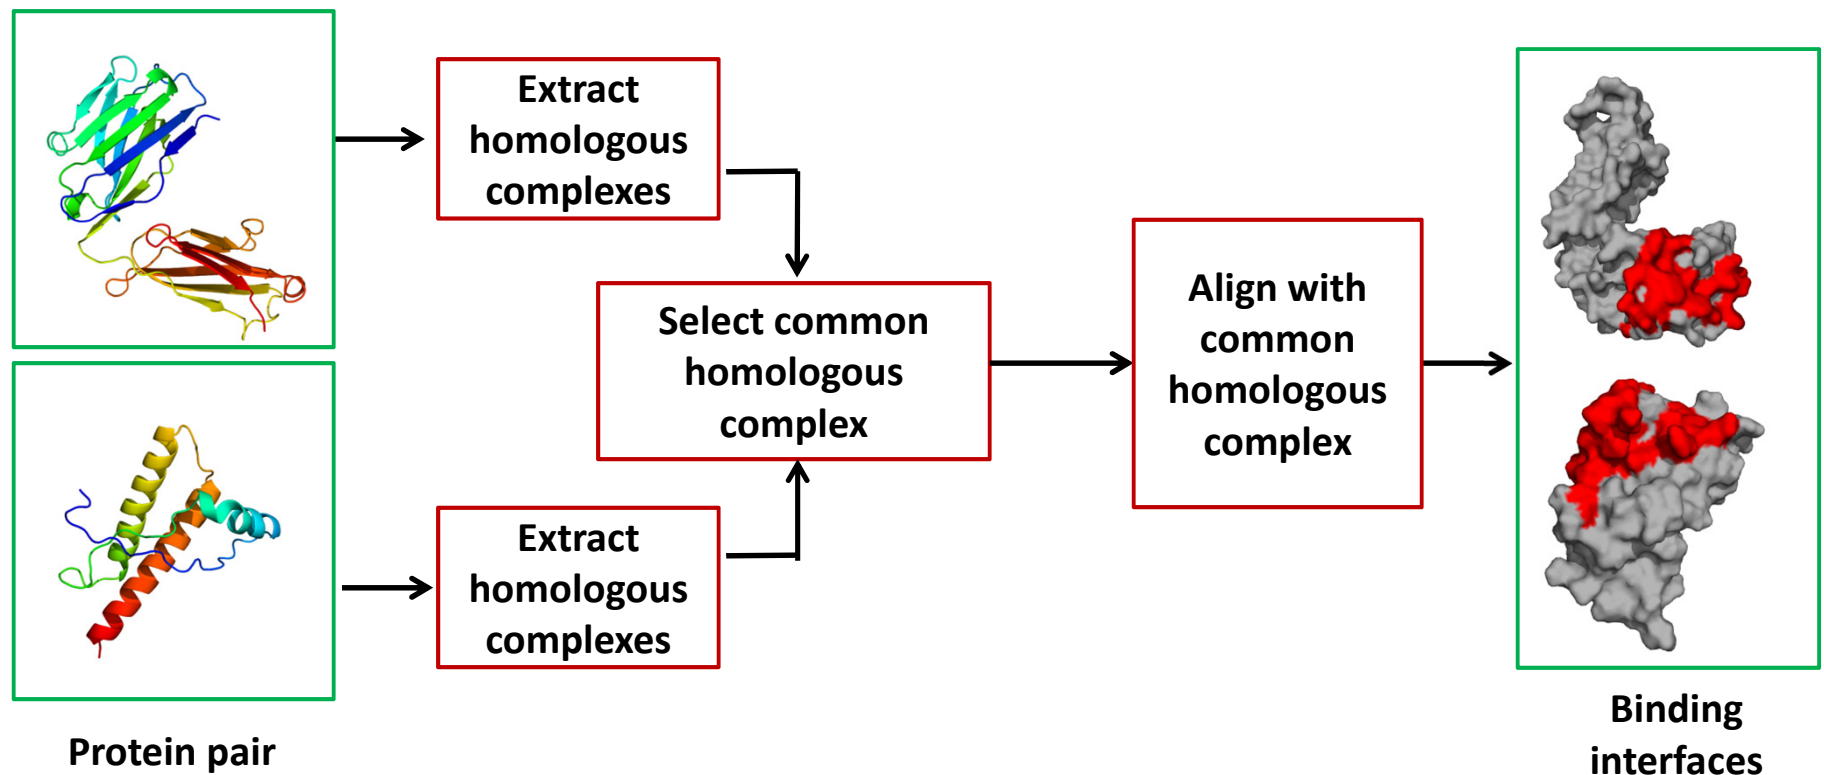 Extract
homologous
complexes
Select common
homologous
complex
Extract
homologous
complexes
Align with
common
homologous
complex
Protein pair
Binding
interfaces